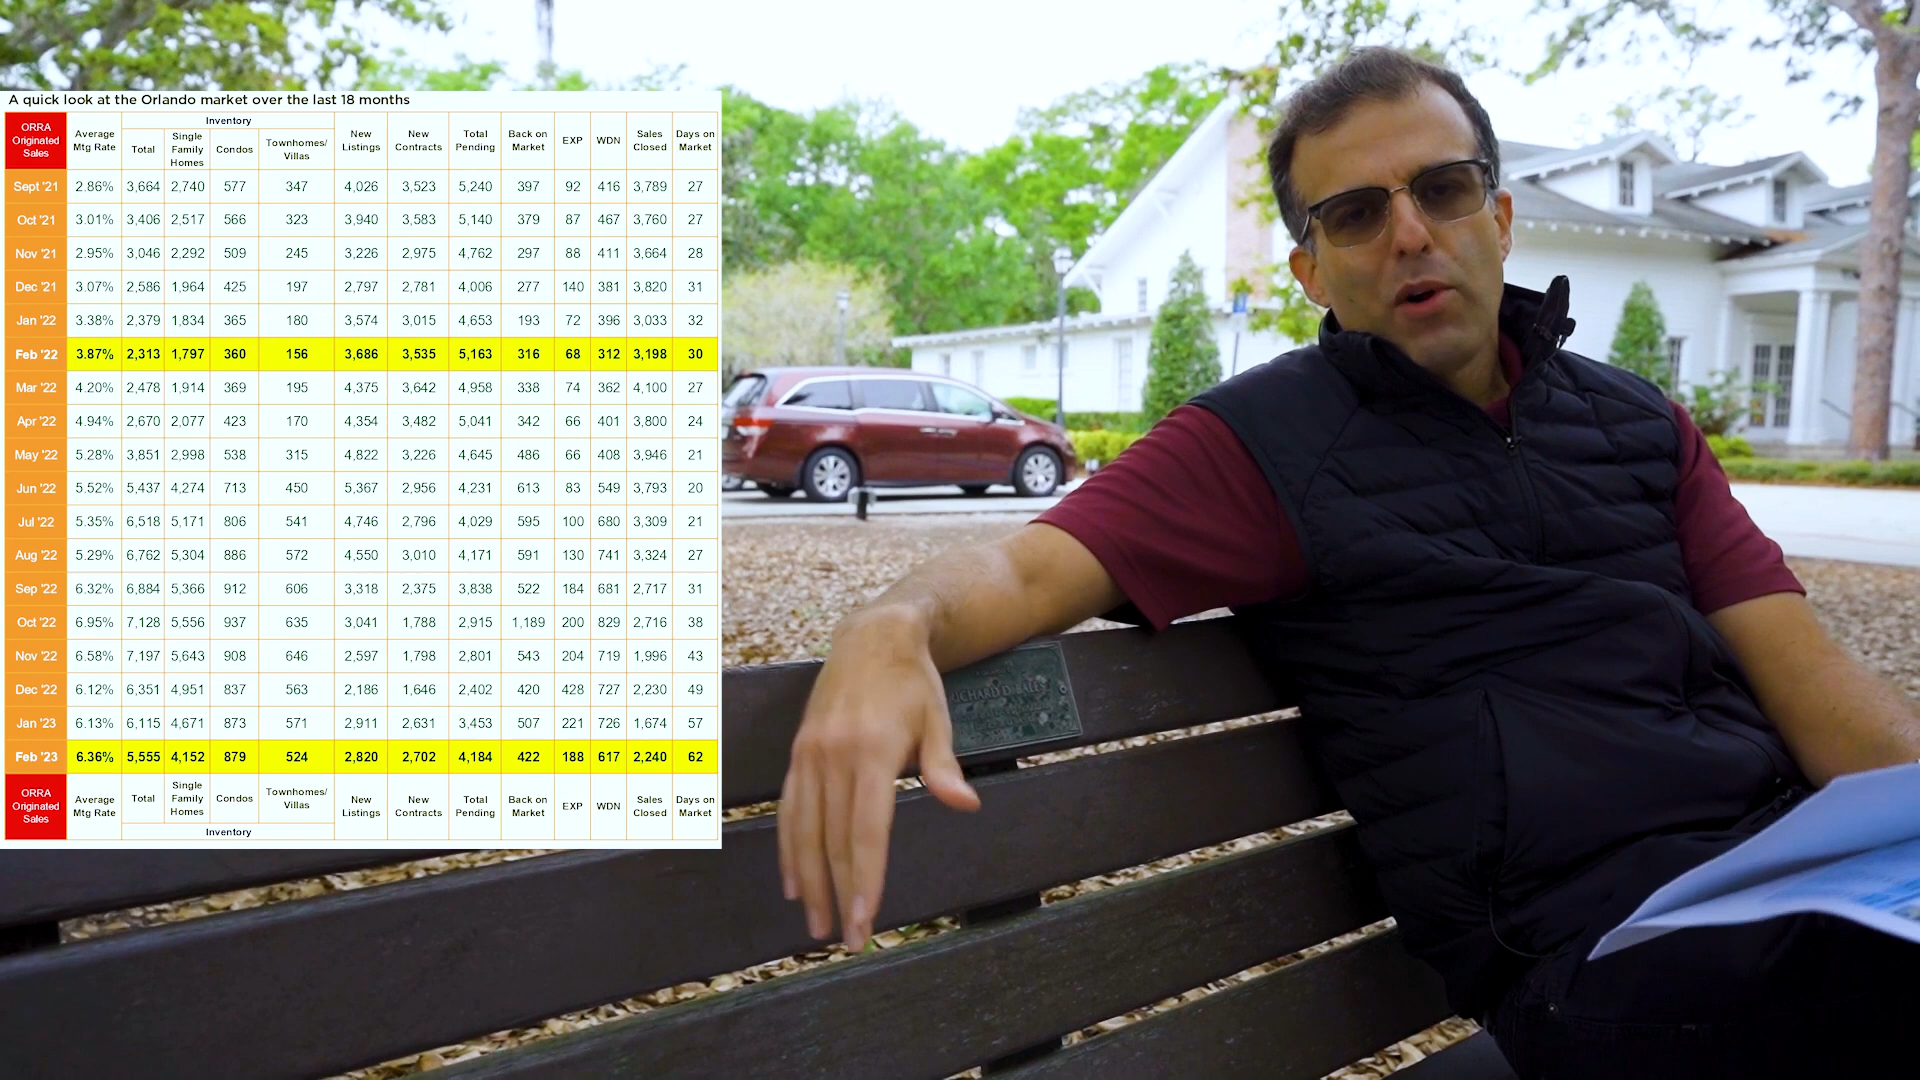 A quick look at the Orlando market over the last 18 months
ORRA Originated Sales Average Mtg Rate Inventory Total Single Family Homes Condos Townhomes/ Villas New Listings New Contracts Total Pending Back on Market EXP WDN Sales Closed Days on Market
Sept '21 2.86% 3,664 2,740 577 347 4,026 3,523 5,240 397 92 416 3,789 27
Oct '21 3.01% 3,406 2,517 566 323 3,940 3,583 5,140 379 87 467 3,760 27
Nov '21 2.95% 3,046 2,292 509 245 3,226 2,975 4,762 297 88 411 3,664 28
Dec '21 3.07% 2,586 1,964 425 197 2,797 2,781 4,006 277 140 381 3,820 31
Jan '22 3.38% 2,379 1,834 365 180 3,574 3,015 4,653 193 72 396 3,033 32
Feb '22 3.87% 2,313 1,797 360 156 3,686 3,535 5,163 316 68 312 3,198 30
Mar '22 4.20% 2,478 1,914 369 195 4,375 3,642 4,958 338 74 362 4,100 27
Apr '22 4.94% 2,670 2,077 423 170 4,354 3,482 5,041 342 66 401 3,800 24
May '22 5.28% 3,851 2,998 538 315 4,822 3,226 4,645 486 66 408 3,946 21
Jun '22 5.52% 5,437 4,274 713 450 5,367 2,956 4,231 613 83 549 3,793 20
Jul '22 5.35% 6,518 5,171 806 541 4,746 2,796 4,029 595 100 680 3,309 21
Aug '22 5.29% 6,762 5,304 886 572 4,550 3,010 4,171 591 130 741 3,324 27
Sep '22 6.32% 6,884 5,366 912 606 3,318 2,375 3,838 522 184 681 2,717 31
Oct '22 6.95% 7,128 5,556 937 635 3,041 1,788 2,915 1,189 200 829 2,716 38
Nov '22 6.58% 7,197 5,643 908 646 2,597 1,798 2,801 543 204 719 1,996 43
Dec '22 6.12% 6,351 4,951 837 563 2,186 1,646 2,402 420 428 727 2,230 49
Jan '23 6.13% 6,115 4,671 873 571 2,911 2,631 3,453 507 221 726 1,674 57
Feb '23 6.36% 5,555 4,152 879 524 2,820 2,702 4,184 422 188 617 2,240 62
ORRA Originated Sales Average Mtg Rate Total Single Family Homes Condos Townhomes/ Villas New Listings New Contracts Total Pending Back on Market EXP WDN Sales Closed Days on Market
Inventory